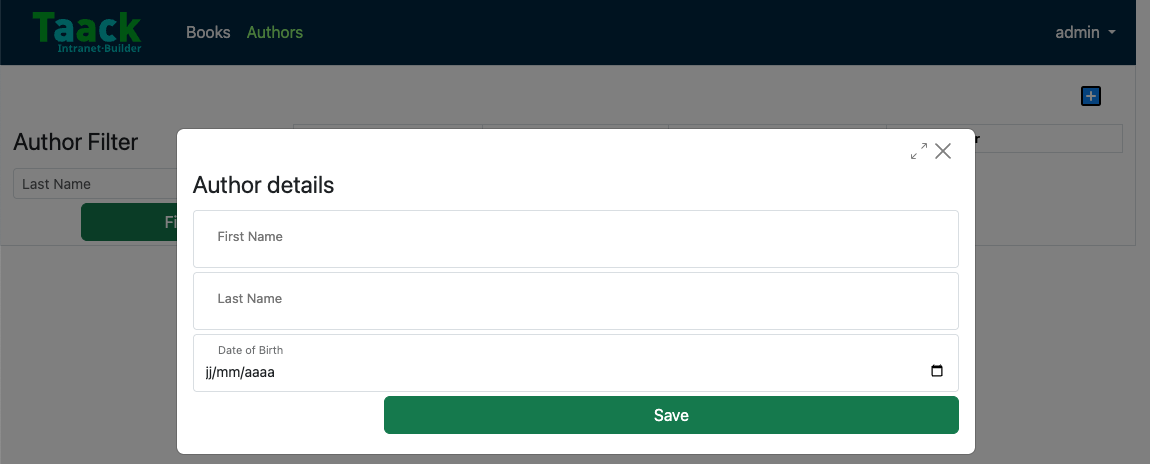 Taack
Intranet-Builder
Books
Authors
admin
Author Filter
Last Name
Author details
First Name
Last Name
Date of Birth
jj/mm/aaaa
Save